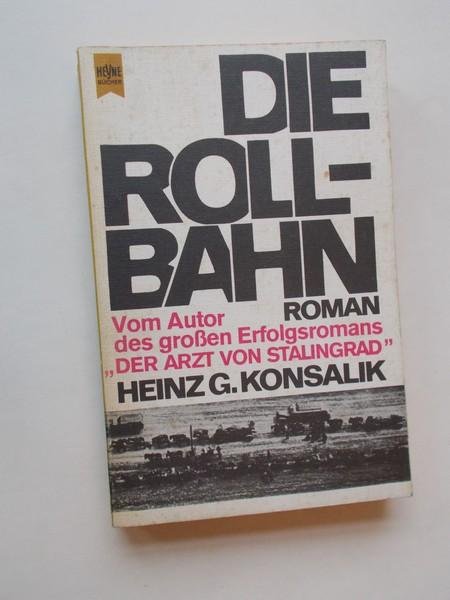 HEYNE
BÜCHER
DIE
ROLL-
BAHN
ROMAN
Vom Autor
des großen Erfolgsromans
„DER ARZT VON STALINGRAD”
HEINZ G. KONSALIK